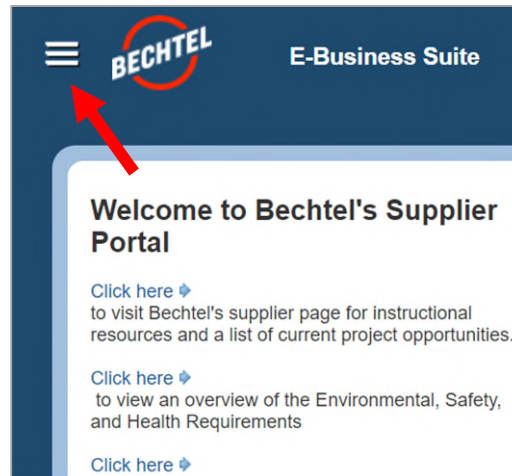 BECHTEL
E-Business Suite
Welcome to Bechtel's Supplier
Portal
Click here
to visit Bechtel's supplier page for instructional
resources and a list of current project opportunities.
Click here
to view an overview of the Environmental, Safety,
and Health Requirements
Click here